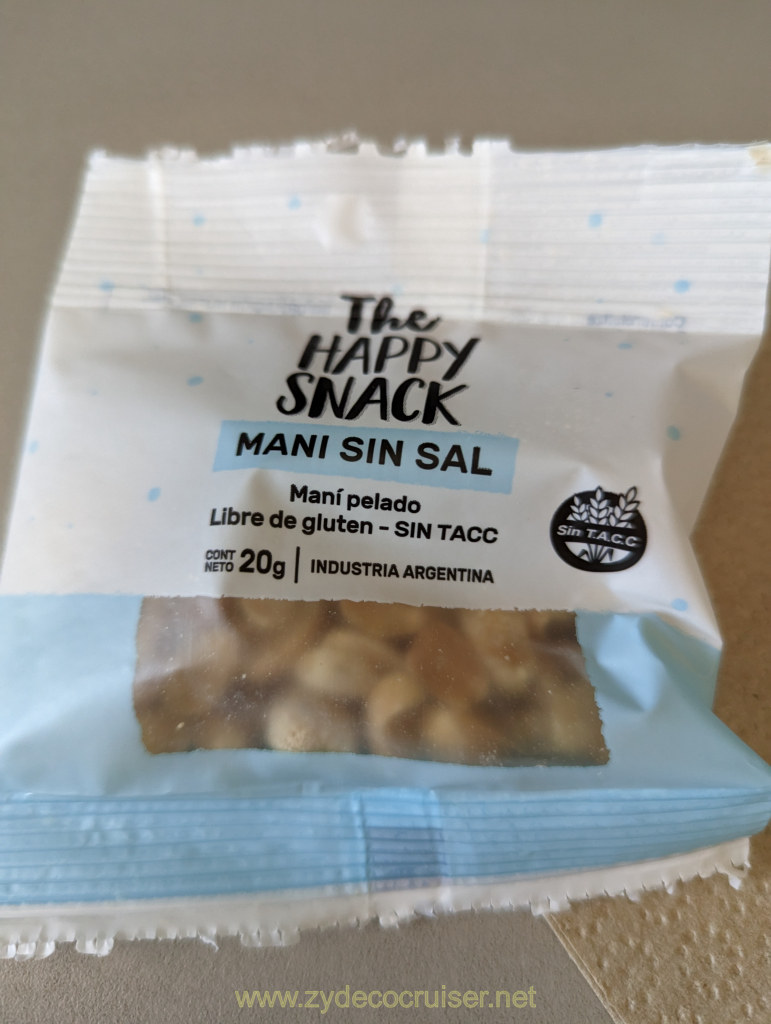 The
HAPPY
SNACK
MANI SIN SAL
Maní pelado
Libre de gluten - SIN TACC
Sin T.A.C.C
CONT
NETO 20g | INDUSTRIA ARGENTINA
www.zydecocruiser.net